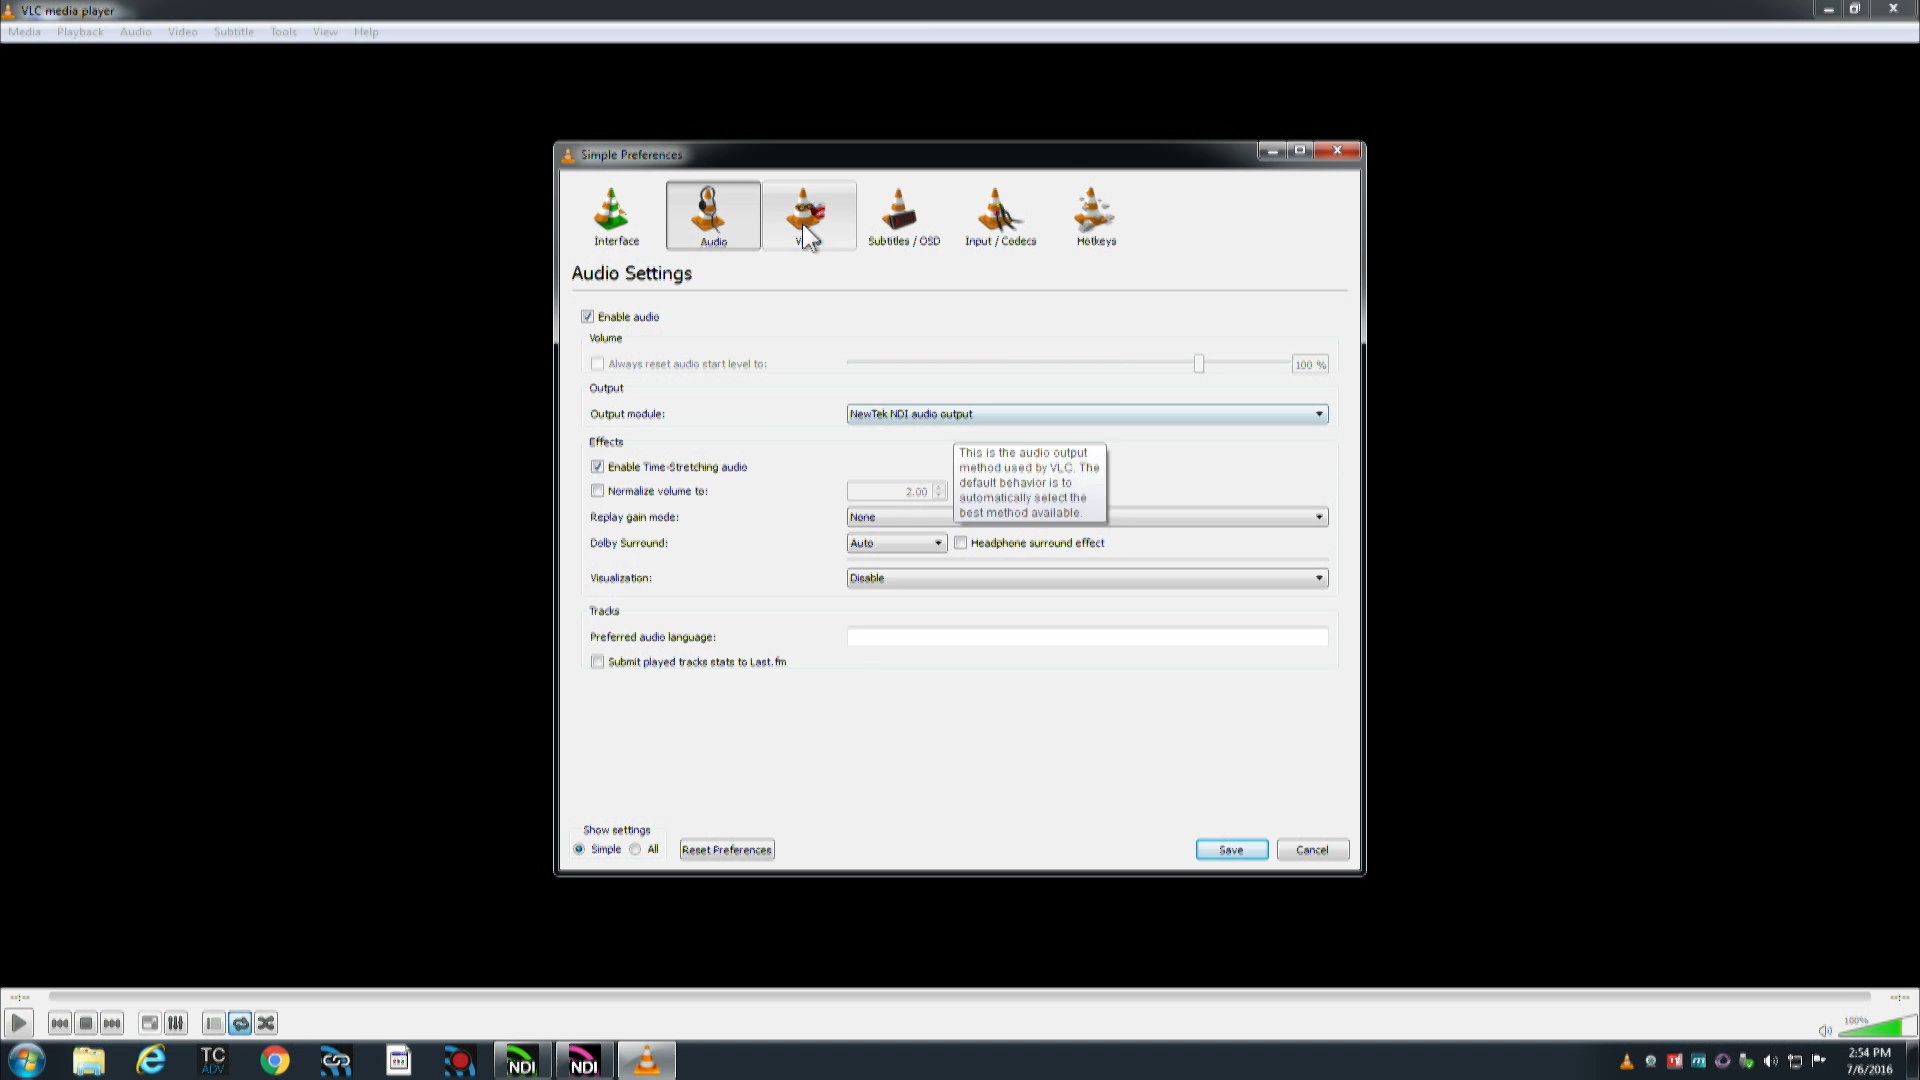 VLC media player
Media Playback Audio Video Subtitle Tools View Help
Simple Preferences
Interface Audio Subtitles / OSD Input / Codecs Hotkeys
Audio Settings
Enable audio
Volume
Always reset audio start level to: 100 %
Output
Output module: NewTek NDI audio output
Effects
This is the audio output
method used by VLC. The
default behavior is to
automatically select the
best method available.
Enable Time-Stretching audio
Normalize volume to: 2.00
Replay gain mode: None
Dolby Surround: Auto Headphone surround effect
Visualization: Disable
Tracks
Preferred audio language:
Submit played tracks stats to Last.fm
Show settings
Simple All Reset Preferences Save Cancel
--:-- --:--
100%
TC
ADV
NDI NDI
2:54 PM
7/6/2016